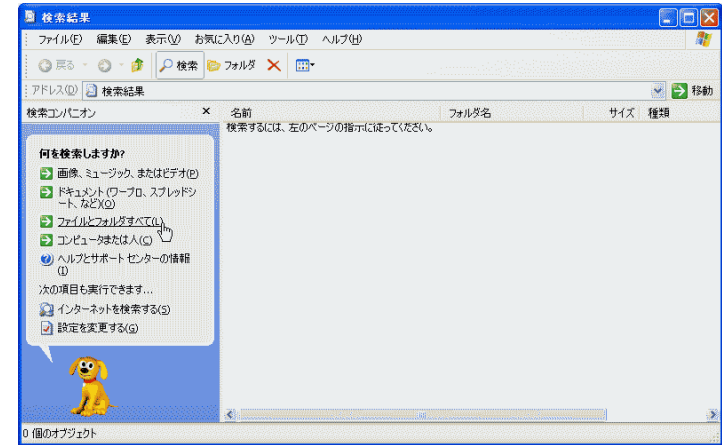 検索結果
ファイル(F) 編集(E) 表示(V) お気に入り(A) ツール(T) ヘルプ(H)
戻る 検索 フォルダ
アドレス(D) 検索結果 移動
検索コンパニオン × 名前 フォルダ名 サイズ 種類
検索するには、左のページの指示に従ってください。
何を検索しますか?
画像、ミュージック、またはビデオ(P)
ドキュメント (ワープロ、スプレッドシ
ート、など)(O)
ファイルとフォルダすべて(L)
コンピュータまたは人(C)
ヘルプとサポート センターの情報
(I)
次の項目も実行できます...
インターネットを検索する(S)
設定を変更する(G)
0 個のオブジェクト